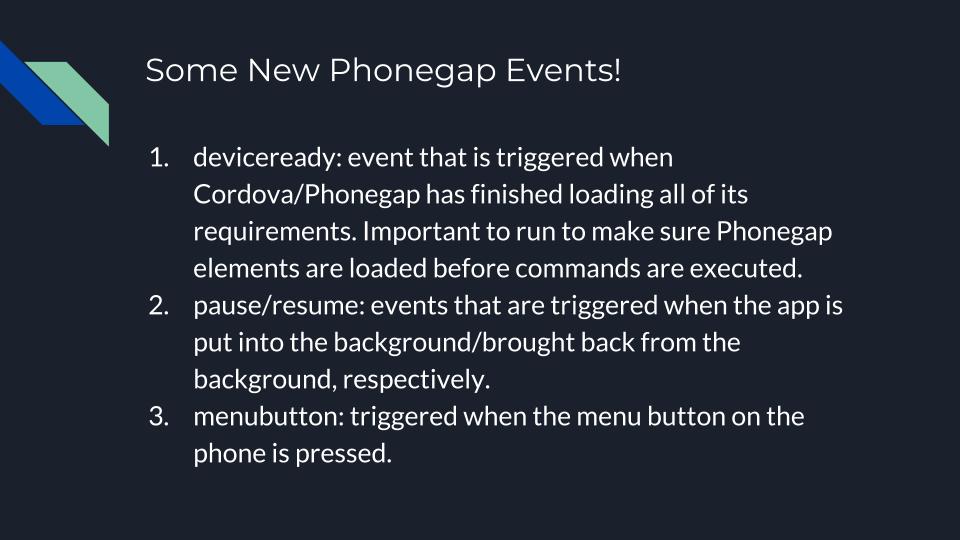 Some New Phonegap Events!
1. deviceready: event that is triggered when
Cordova/Phonegap has finished loading all of its
requirements. Important to run to make sure Phonegap
elements are loaded before commands are executed.
2. pause/resume: events that are triggered when the app is
put into the background/brought back from the
background, respectively.
3. menubutton: triggered when the menu button on the
phone is pressed.